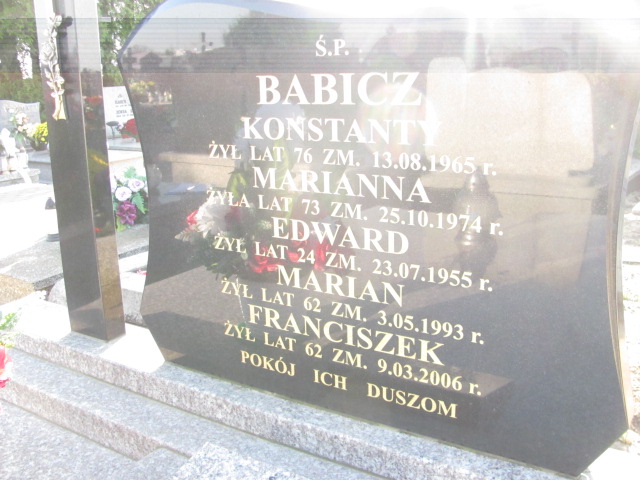 Ś.P.
BABICZ
KONSTANTY
ŻYŁ LAT 76 ZM. 13.08.1965 r.
MARIANNA
ŻYŁA LAT 73 ZM. 25.10.1974 r.
EDWARD
ŻYŁ LAT 24 ZM. 23.07.1955 r.
MARIAN
ŻYŁ LAT 62 ZM. 3.05.1993 r.
FRANCISZEK
ŻYŁ LAT 62 ZM. 9.03.2006 r.
POKÓJ ICH DUSZOM